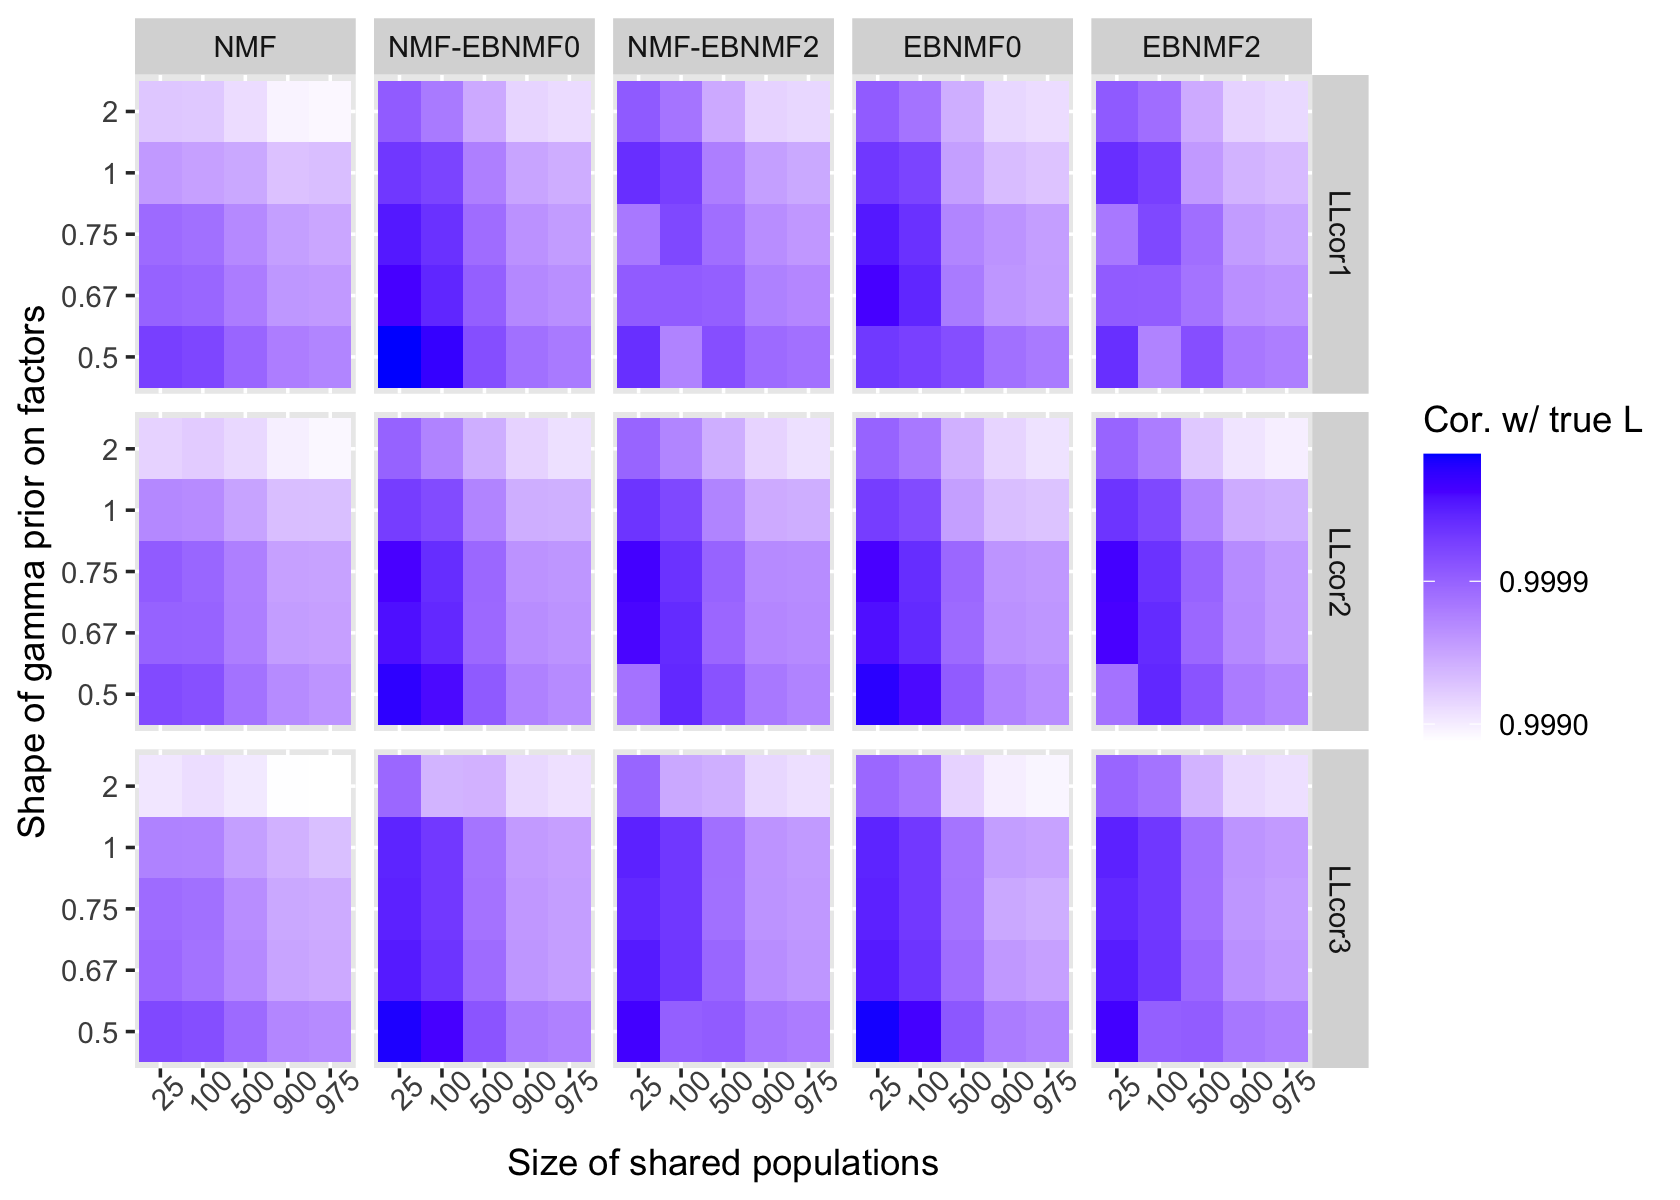 NMF NMF-EBNMF0 NMF-EBNMF2 EBNMF0 EBNMF2
Shape of gamma prior on factors
2
1
0.75
0.67
0.5
LLcor1
2
1
0.75
0.67
0.5
LLcor2
2
1
0.75
0.67
0.5
LLcor3
25 100 500 900 975 25 100 500 900 975 25 100 500 900 975 25 100 500 900 975 25 100 500 900 975
Size of shared populations
Cor. w/ true L
0.9999
0.9990